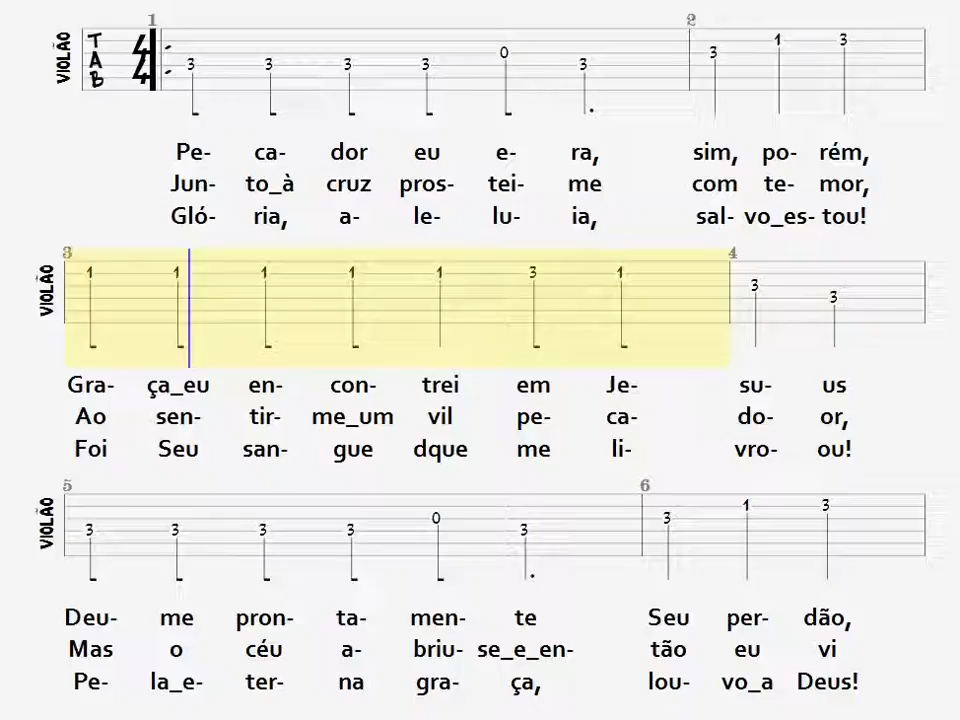 1 2
VIOLÃO TAB 4/4 3 3 3 3 0 3 3 1 3
Pe- ca- dor eu e- ra, sim, po- rém,
Jun- to_à cruz pros- tei- me com te- mor,
Gló- ria, a- le- lu- ia, sal- vo_es- tou!
3 4
VIOLÃO 1 1 1 1 1 3 1 3 3
Gra- ça_eu en- con- trei em Je- su- us
Ao sen- tir- me_um vil pe- ca- do- or,
Foi Seu san- gue dque me li- vro- ou!
5 6
VIOLÃO 3 3 3 3 0 3 3 1 3
Deu- me pron- ta- men- te Seu per- dão,
Mas o céu a- briu- se_e_en- tão eu vi
Pe- la_e- ter- na gra- ça, lou- vo_a Deus!